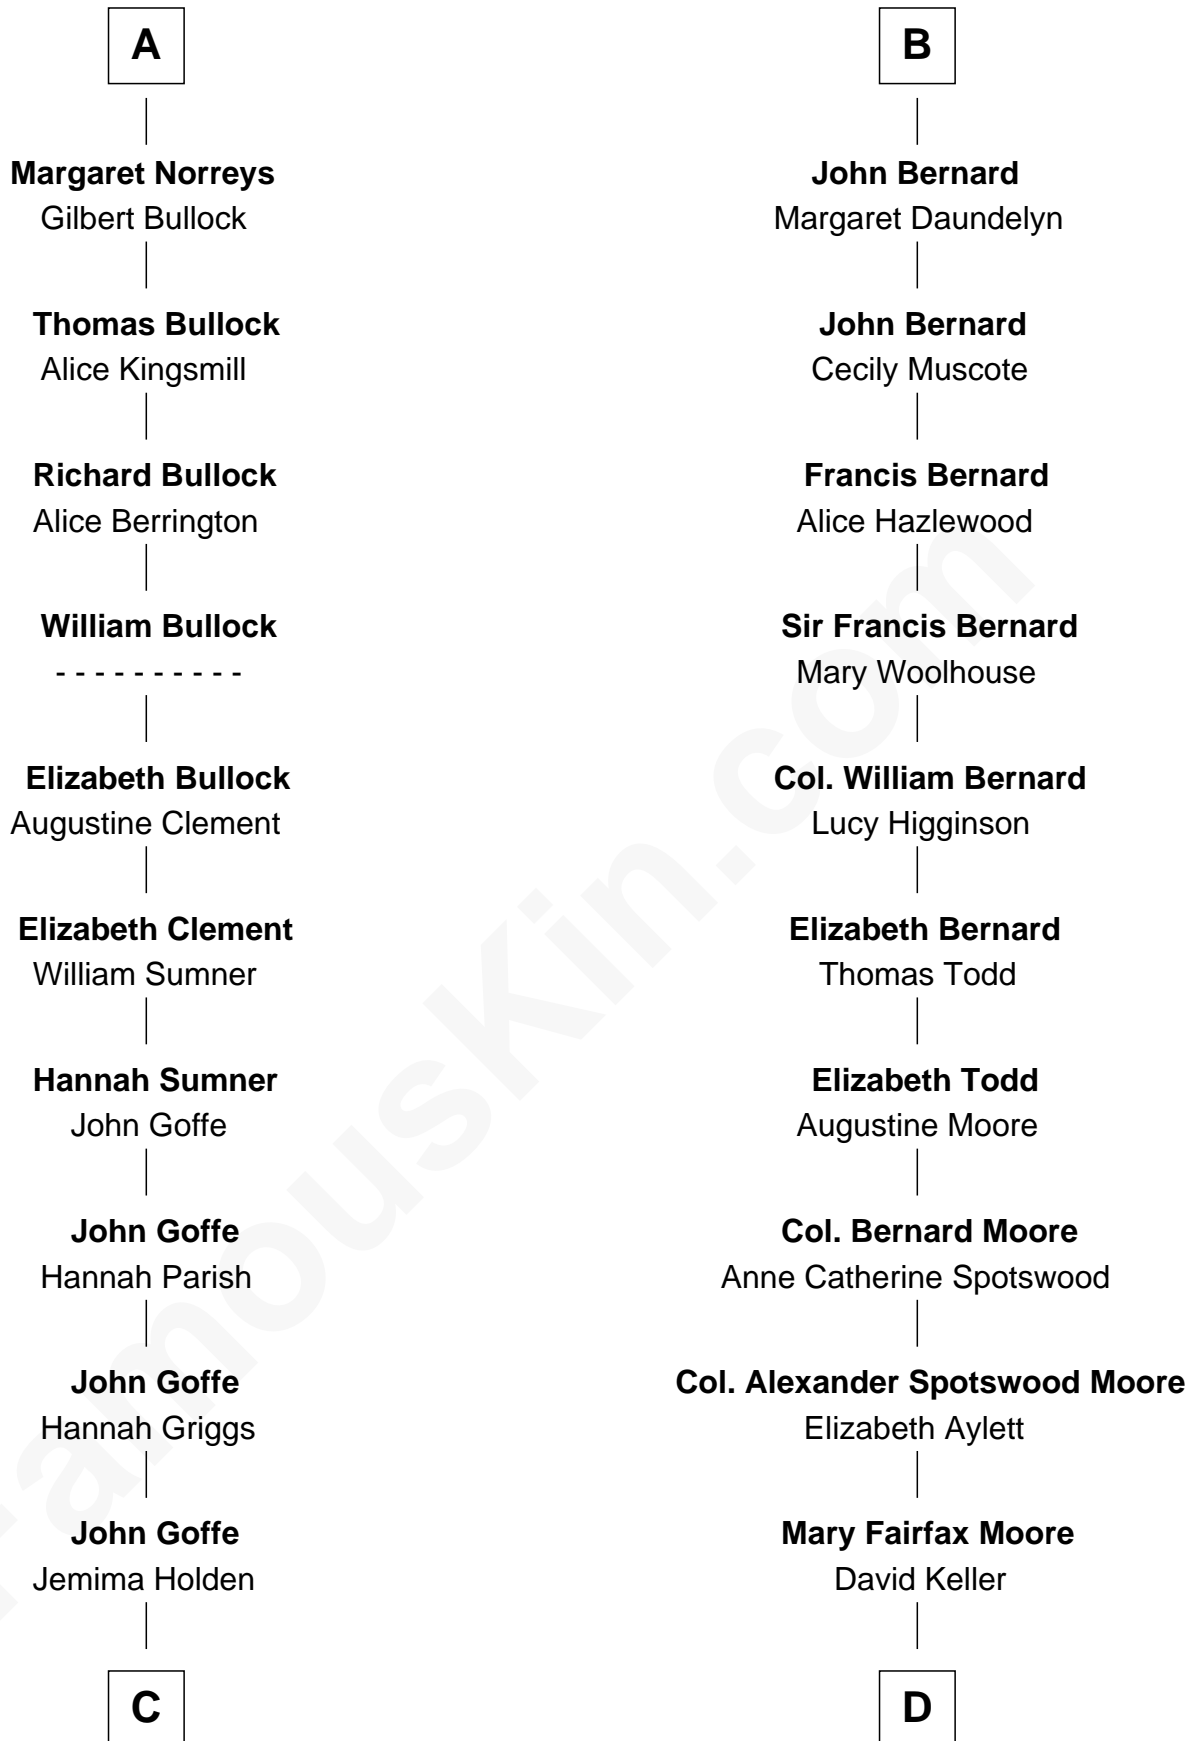 A
Margaret Norreys
Gilbert Bullock
Thomas Bullock
Alice Kingsmill
Richard Bullock
Alice Berrington
William Bullock
- - - - - - - - - -
Elizabeth Bullock
Augustine Clement
Elizabeth Clement
William Sumner
Hannah Sumner
John Goffe
John Goffe
Hannah Parish
John Goffe
Hannah Griggs
John Goffe
Jemima Holden
C
B
John Bernard
Margaret Daundelyn
John Bernard
Cecily Muscote
Francis Bernard
Alice Hazlewood
Sir Francis Bernard
Mary Woolhouse
Col. William Bernard
Lucy Higginson
Elizabeth Bernard
Thomas Todd
Elizabeth Todd
Augustine Moore
Col. Bernard Moore
Anne Catherine Spotswood
Col. Alexander Spotswood Moore
Elizabeth Aylett
Mary Fairfax Moore
David Keller
D
FamousKin.com